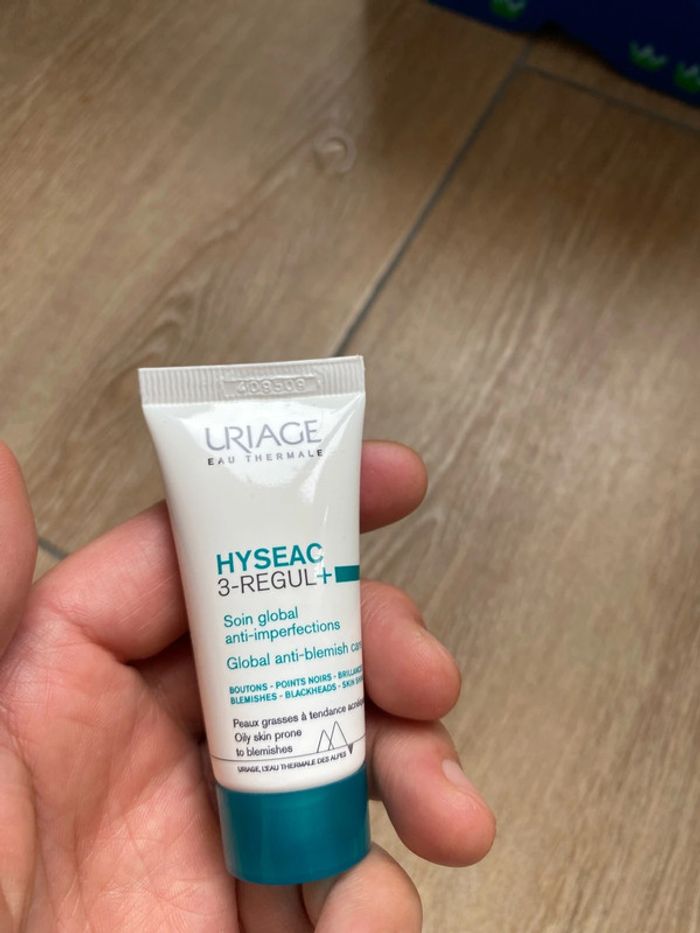 URIAGE
EAU THERMALE
HYSEAC
3-REGUL+
Soin global
anti-imperfections
Global anti-blemish
BOUTONS - POINTS NOIRS -
BLEMISHES - BLACKHEADS - SKIN
Peaux grasses à tendance
Oily skin prone
to blemishes
URIAGE, L'EAU THERMALE DES ALPES